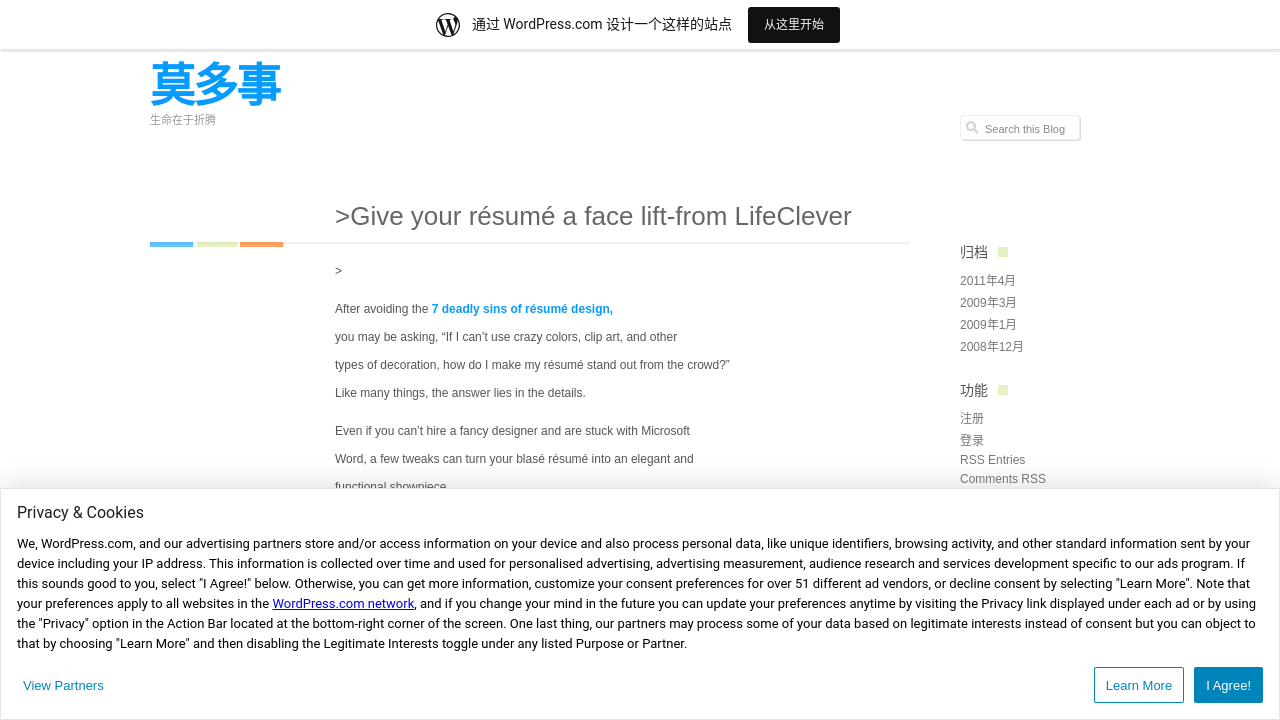 通过 WordPress.com 设计一个这样的站点
从这里开始
莫多事
生命在于折腾
Search this Blog
>Give your résumé a face lift-from LifeClever
>
After avoiding the 7 deadly sins of résumé design,
you may be asking, “If I can’t use crazy colors, clip art, and other
types of decoration, how do I make my résumé stand out from the crowd?”
Like many things, the answer lies in the details.
Even if you can’t hire a fancy designer and are stuck with Microsoft
Word, a few tweaks can turn your blasé résumé into an elegant and
functional showpiece.
归档
2011年4月
2009年3月
2009年1月
2008年12月
功能
注册
登录
RSS Entries
Comments RSS
Privacy & Cookies
We, WordPress.com, and our advertising partners store and/or access information on your device and also process personal data, like unique identifiers, browsing activity, and other standard information sent by your
device including your IP address. This information is collected over time and used for personalised advertising, advertising measurement, audience research and services development specific to our ads program. If
this sounds good to you, select "I Agree!" below. Otherwise, you can get more information, customize your consent preferences for over 51 different ad vendors, or decline consent by selecting "Learn More". Note that
your preferences apply to all websites in the WordPress.com network, and if you change your mind in the future you can update your preferences anytime by visiting the Privacy link displayed under each ad or by using
the "Privacy" option in the Action Bar located at the bottom-right corner of the screen. One last thing, our partners may process some of your data based on legitimate interests instead of consent but you can object to
that by choosing "Learn More" and then disabling the Legitimate Interests toggle under any listed Purpose or Partner.
View Partners
Learn More
I Agree!